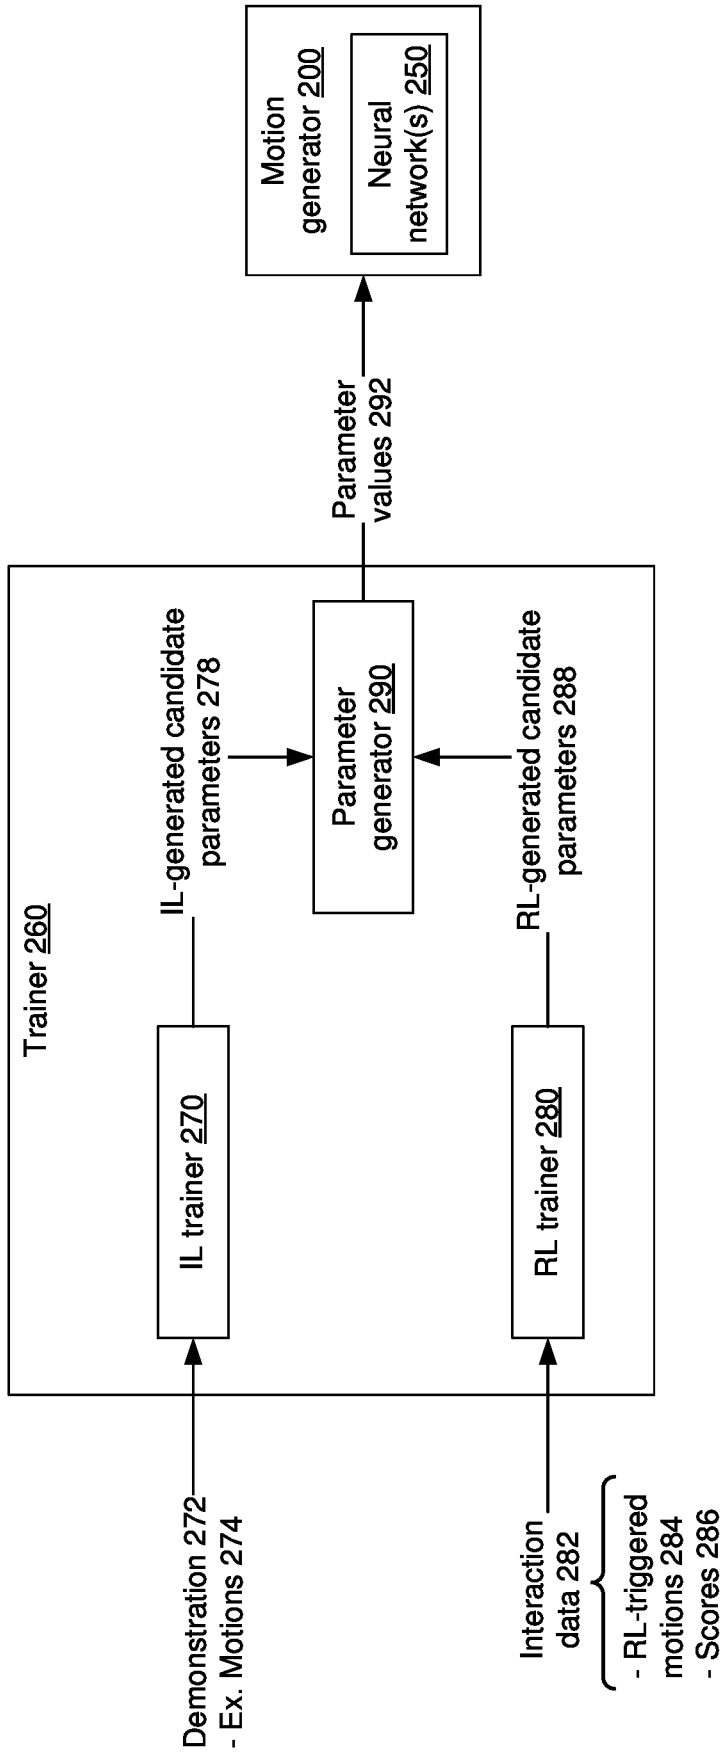 Trainer 260
Demonstration 272
- Ex. Motions 274
IL trainer 270
IL-generated candidate
parameters 278
Interaction
data 282
- RL-triggered
motions 284
- Scores 286
RL trainer 280
RL-generated candidate
parameters 288
Parameter
generator 290
Parameter
values 292
Motion
generator 200
Neural
network(s) 250